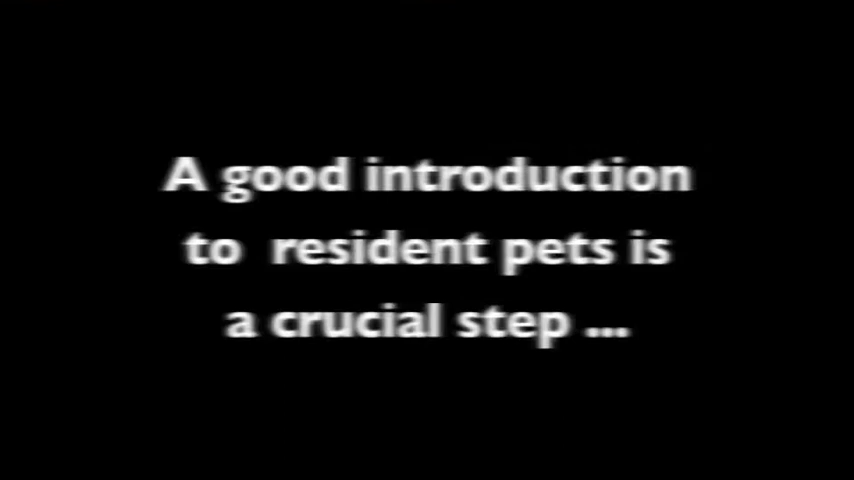 A good introduction
to  resident pets is
a crucial step ...